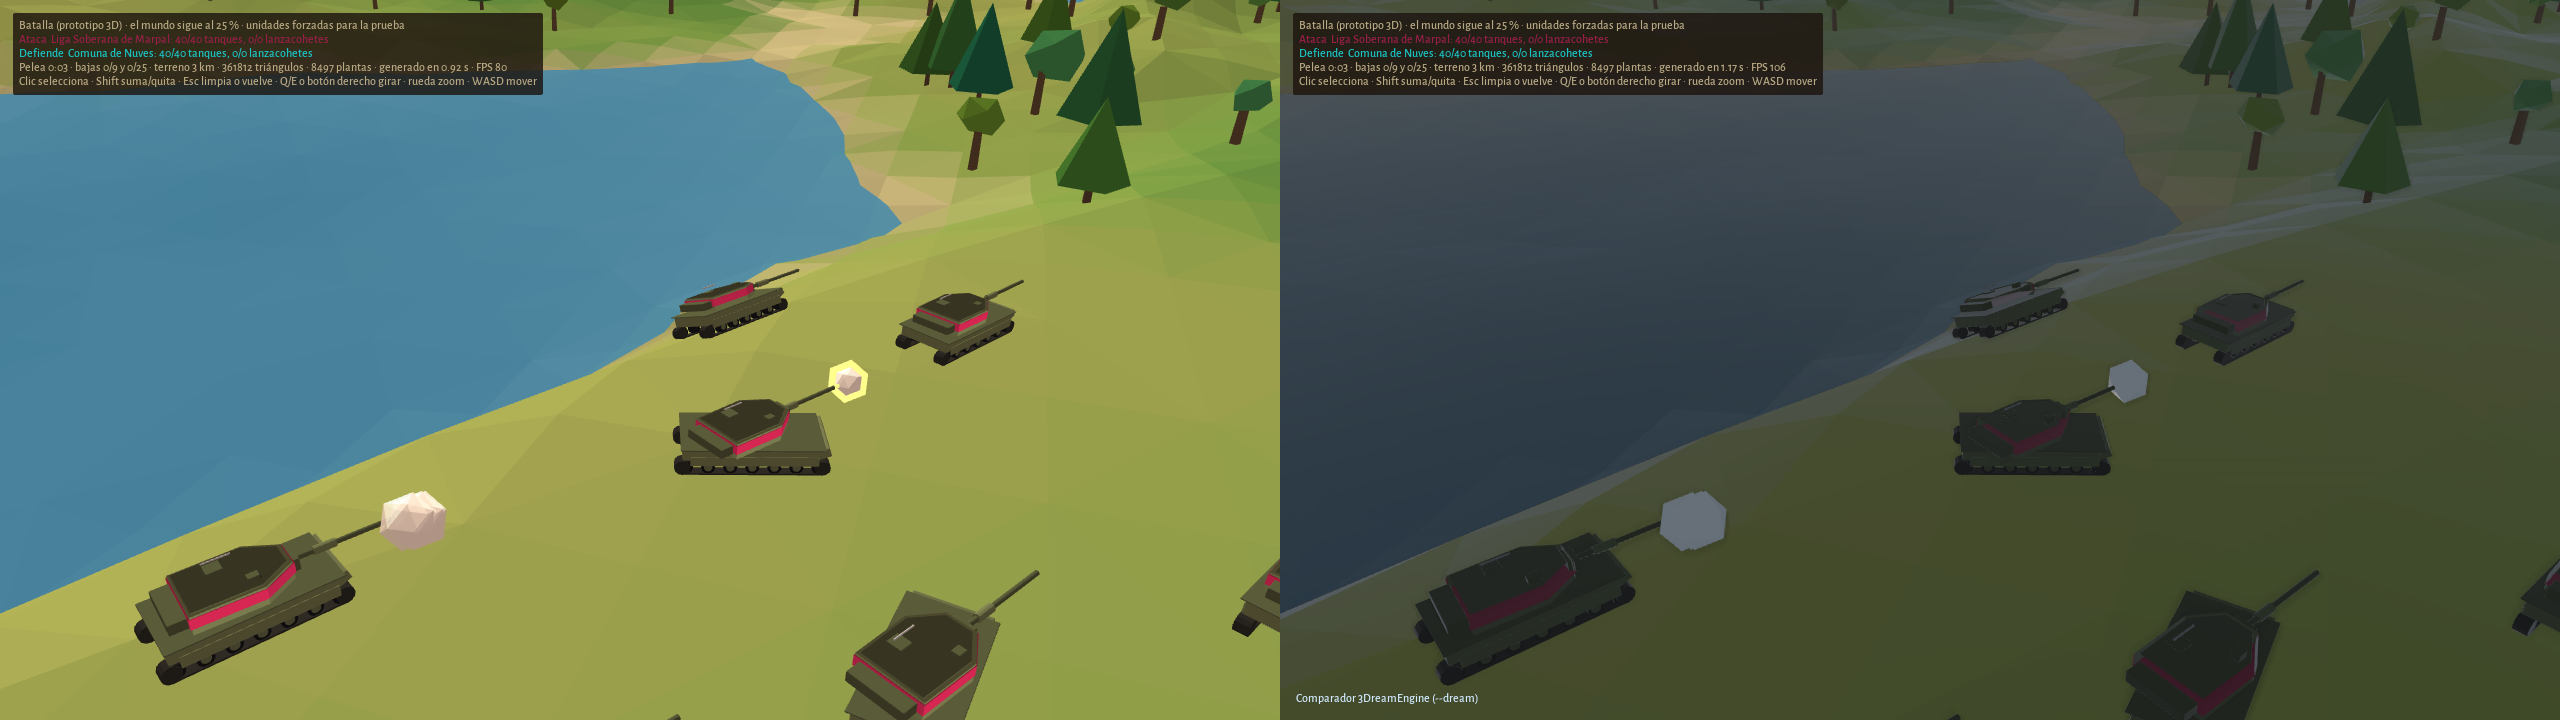 Batalla (prototipo 3D) · el mundo sigue al 25 % · unidades forzadas para la prueba
Ataca Liga Soberana de Marpal: 40/40 tanques, 0/0 lanzacohetes
Defiende Comuna de Nuves: 40/40 tanques, 0/0 lanzacohetes
Pelea 0:03 · bajas 0/9 y 0/25 · terreno 3 km · 361812 triángulos · 8497 plantas · generado en 0.92 s · FPS 80
Clic selecciona · Shift suma/quita · Esc limpia o vuelve · Q/E o botón derecho girar · rueda zoom · WASD mover
Batalla (prototipo 3D) · el mundo sigue al 25 % · unidades forzadas para la prueba
Ataca Liga Soberana de Marpal: 40/40 tanques, 0/0 lanzacohetes
Defiende Comuna de Nuves: 40/40 tanques, 0/0 lanzacohetes
Pelea 0:03 · bajas 0/9 y 0/25 · terreno 3 km · 361812 triángulos · 8497 plantas · generado en 1.17 s · FPS 106
Clic selecciona · Shift suma/quita · Esc limpia o vuelve · Q/E o botón derecho girar · rueda zoom · WASD mover
Comparador 3DreamEngine (--dream)